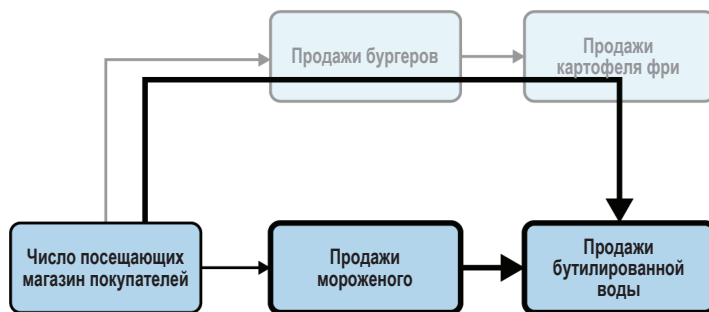 Продажи бургеров
Продажи
картофеля фри
Число посещающих
магазин покупателей
Продажи
мороженого
Продажи
бутилированной
воды